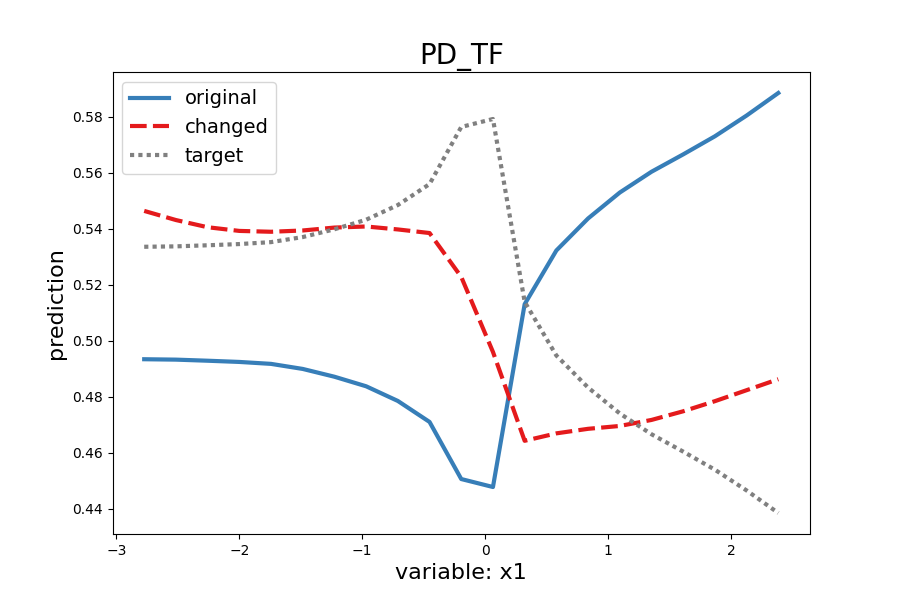 PD_TF
original
changed
target
prediction
0.58
0.56
0.54
0.52
0.50
0.48
0.46
0.44
−3
−2
−1
0
1
2
variable: x1